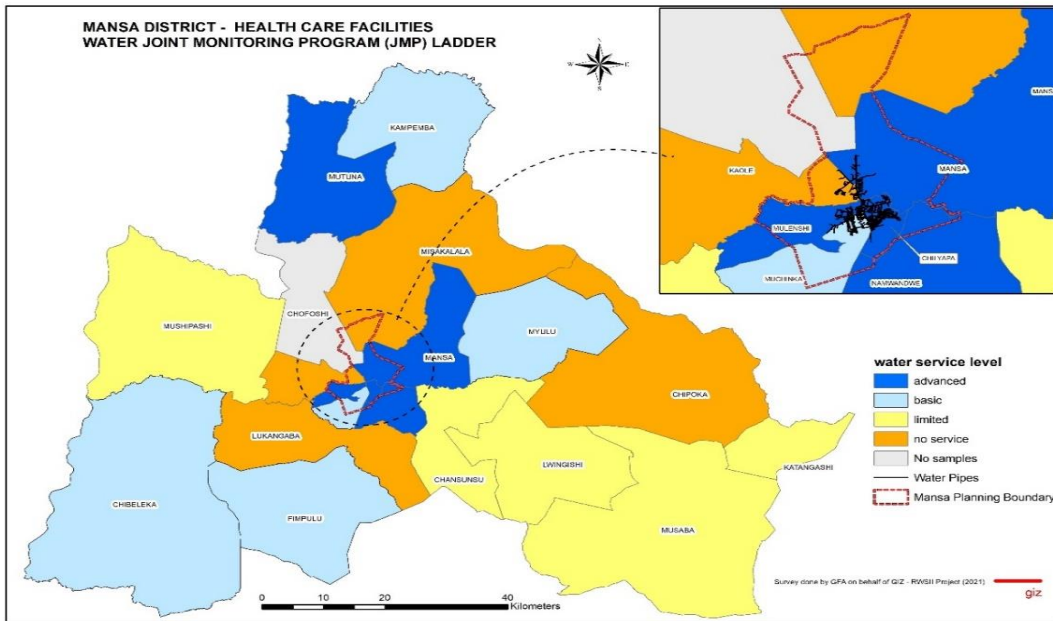 MANSA DISTRICT - HEALTH CARE FACILITIES
WATER JOINT MONITORING PROGRAM (JMP) LADDER
W
E
S
KAMPEMBA
MUTUNA
MISAKALALA
CHOFOSHI
MUSHIPASHI
MANSA
MYULU
CHIPOKA
LUKANGABA
CHANSUNSU
LWINGISHI
KATANGASHI
CHIBELEKA
FIMPULU
MUSABA
0 10 20 40
Kilometers
MANS
KAOLE
MANSA
MULENSHI
CHILYAPA
MUCHINKA
NAMWANDWE
water service level
advanced
basic
limited
no service
No samples
Water Pipes
Mansa Planning Boundary
Survey done by GFA on behalf of GIZ - RWSII Project (2021)
giz